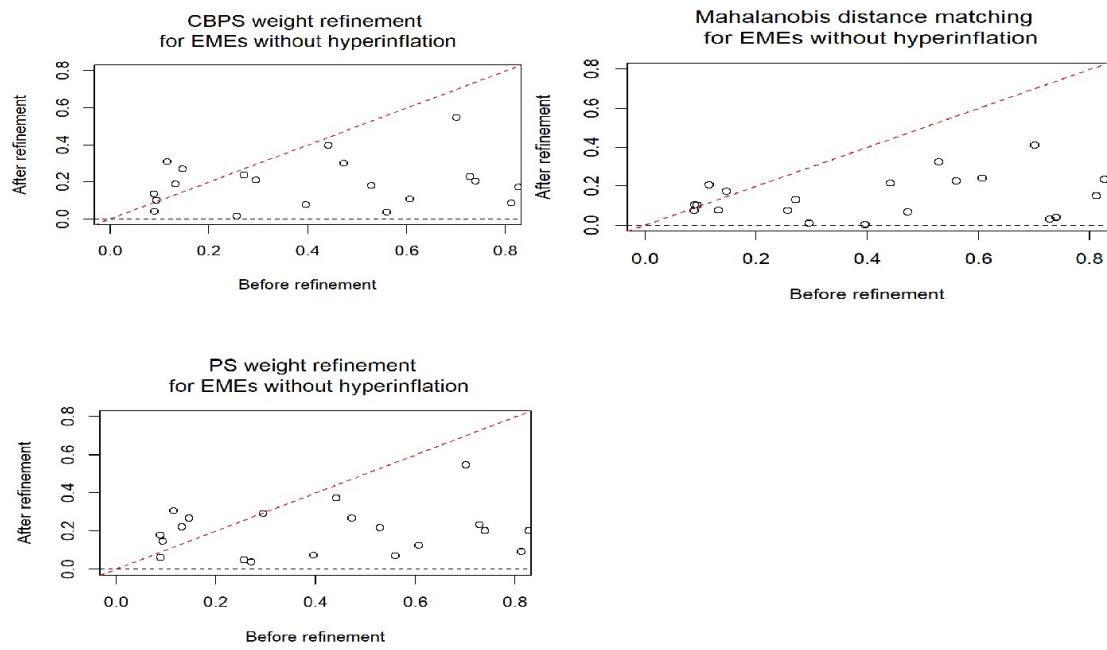 CBPS weight refinement
for EMEs without hyperinflation
After refinement
0.8
0.6
0.4
0.2
0.0
0.0 0.2 0.4 0.6 0.8
Before refinement
Mahalanobis distance matching
for EMEs without hyperinflation
After refinement
0.8
0.6
0.4
0.2
0.0
0.0 0.2 0.4 0.6 0.8
Before refinement
PS weight refinement
for EMEs without hyperinflation
After refinement
0.8
0.6
0.4
0.2
0.0
0.0 0.2 0.4 0.6 0.8
Before refinement